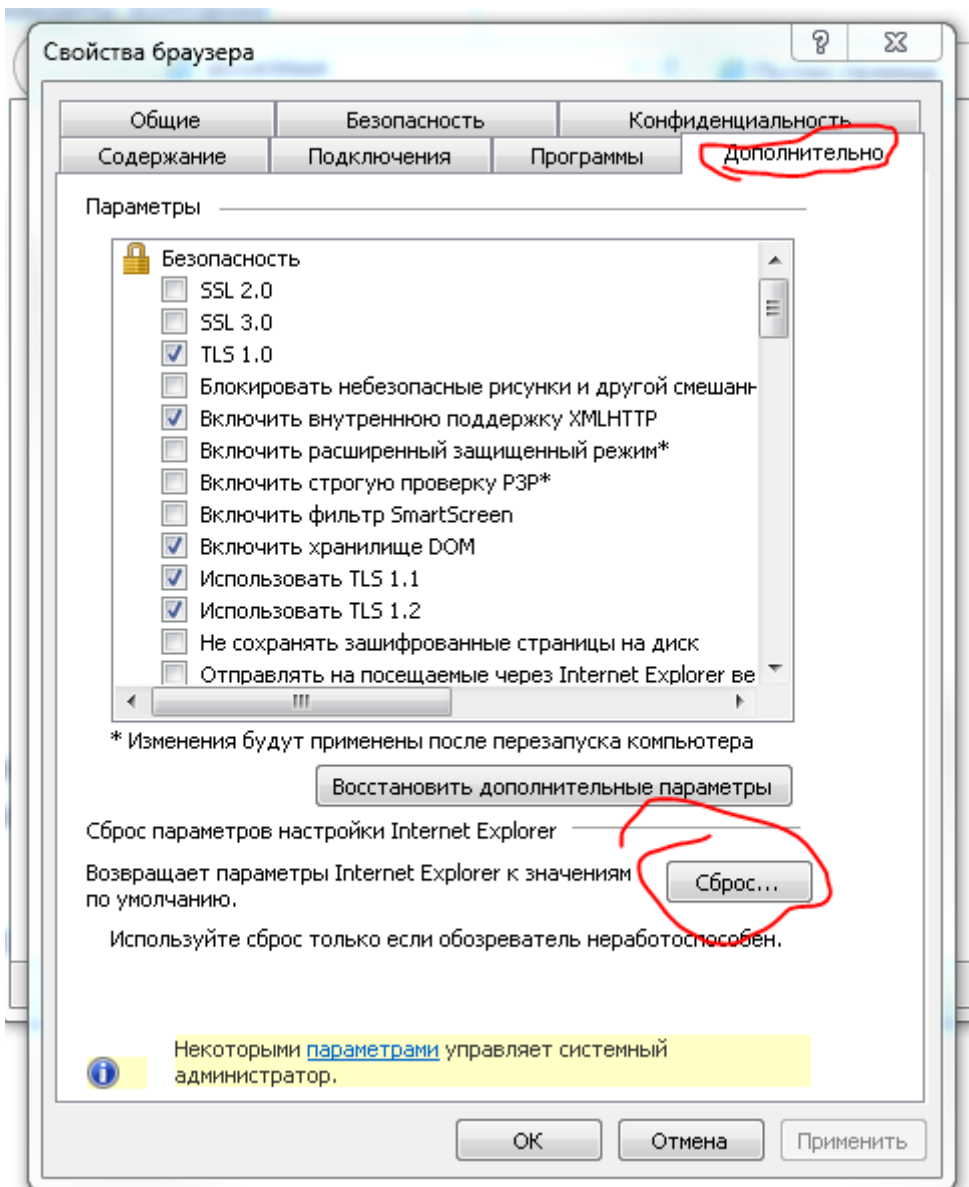 Свойства браузера
Общие
Безопасность
Конфиденциальность
Содержание
Подключения
Программы
Дополнительно
Параметры
Безопасность
SSL 2.0
SSL 3.0
TLS 1.0
Блокировать небезопасные рисунки и другой смешанн
Включить внутреннюю поддержку XMLHTTP
Включить расширенный защищенный режим*
Включить строгую проверку P3P*
Включить фильтр SmartScreen
Включить хранилище DOM
Использовать TLS 1.1
Использовать TLS 1.2
Не сохранять зашифрованные страницы на диск
Отправлять на посещаемые через Internet Explorer ве
* Изменения будут применены после перезапуска компьютера
Восстановить дополнительные параметры
Сброс параметров настройки Internet Explorer
Возвращает параметры Internet Explorer к значениям
по умолчанию.
Сброс...
Используйте сброс только если обозреватель неработоспособен.
Некоторыми параметрами управляет системный
администратор.
ОК
Отмена
Применить